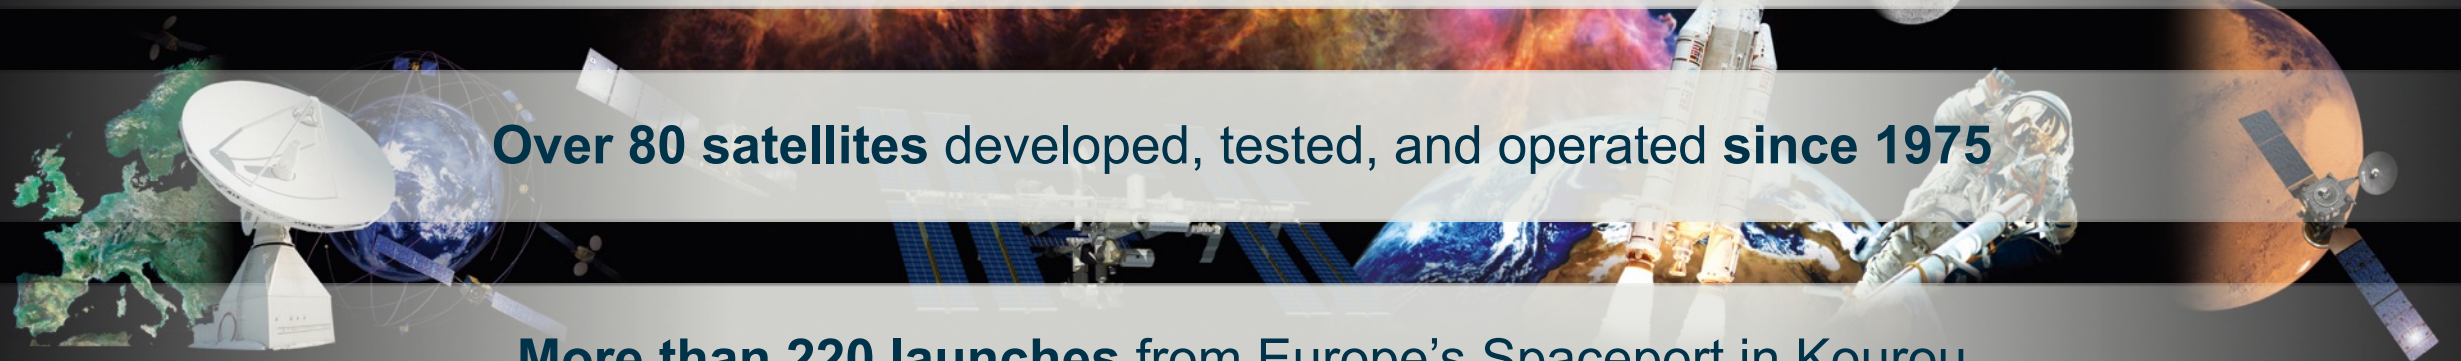 Over 80 satellites developed, tested, and operated since 1975
More than 220 launches from Europe's Spaceport in Kourou